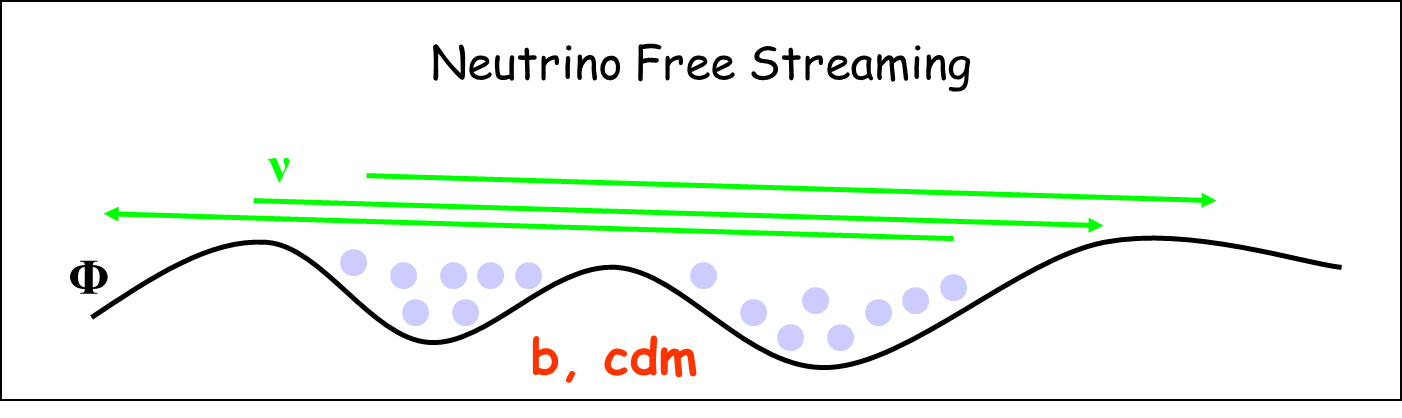 Neutrino Free Streaming
ν
Φ
b, cdm